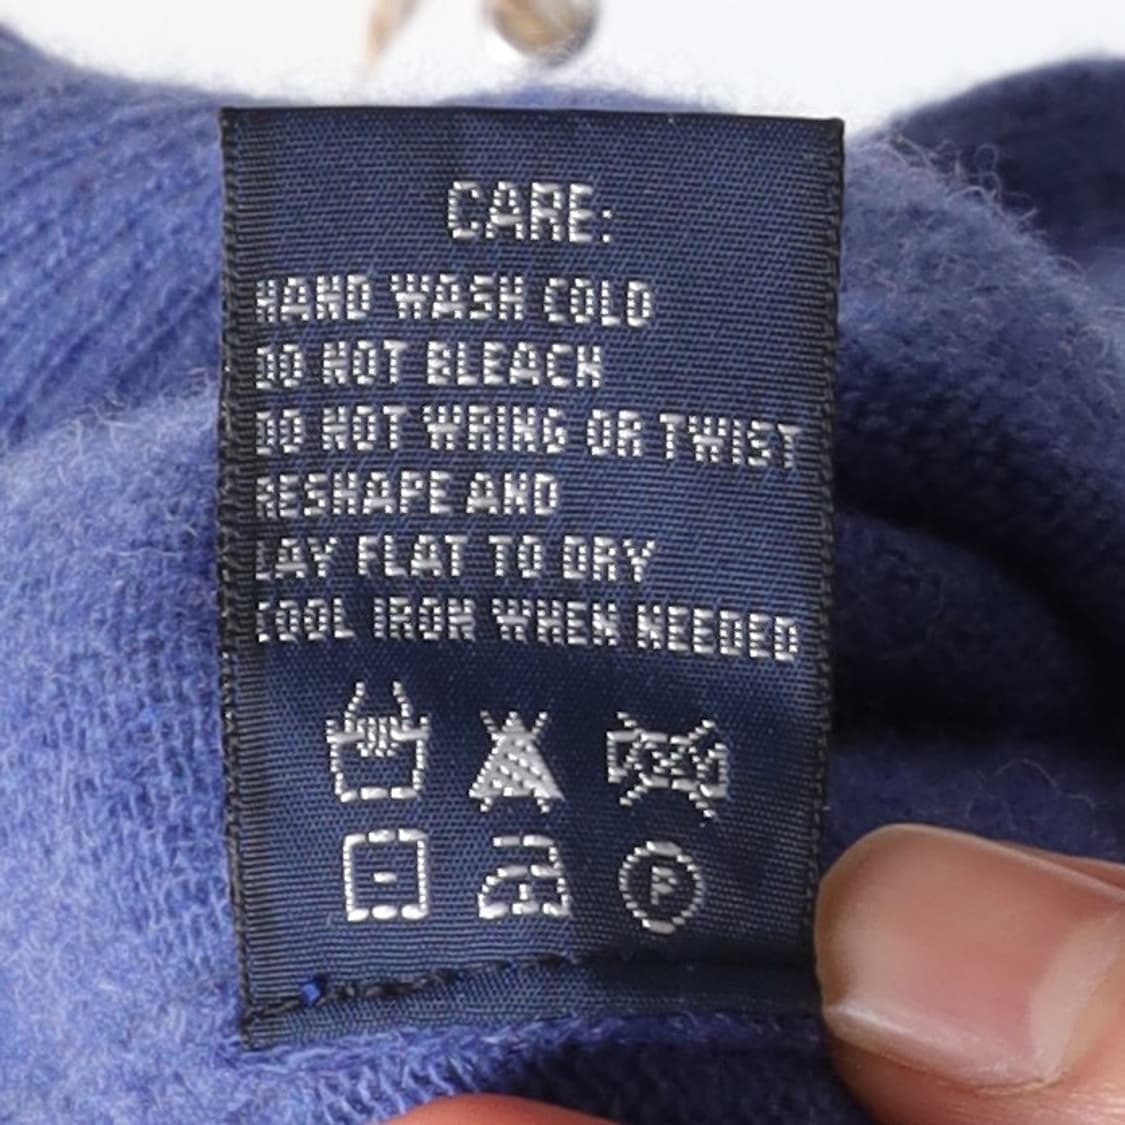 CARE:
HAND WASH COLD
DO NOT BLEACH
DO NOT WRING OR TWIST
RESHAPE AND
LAY FLAT TO DRY
COOL IRON WHEN NEEDED
P